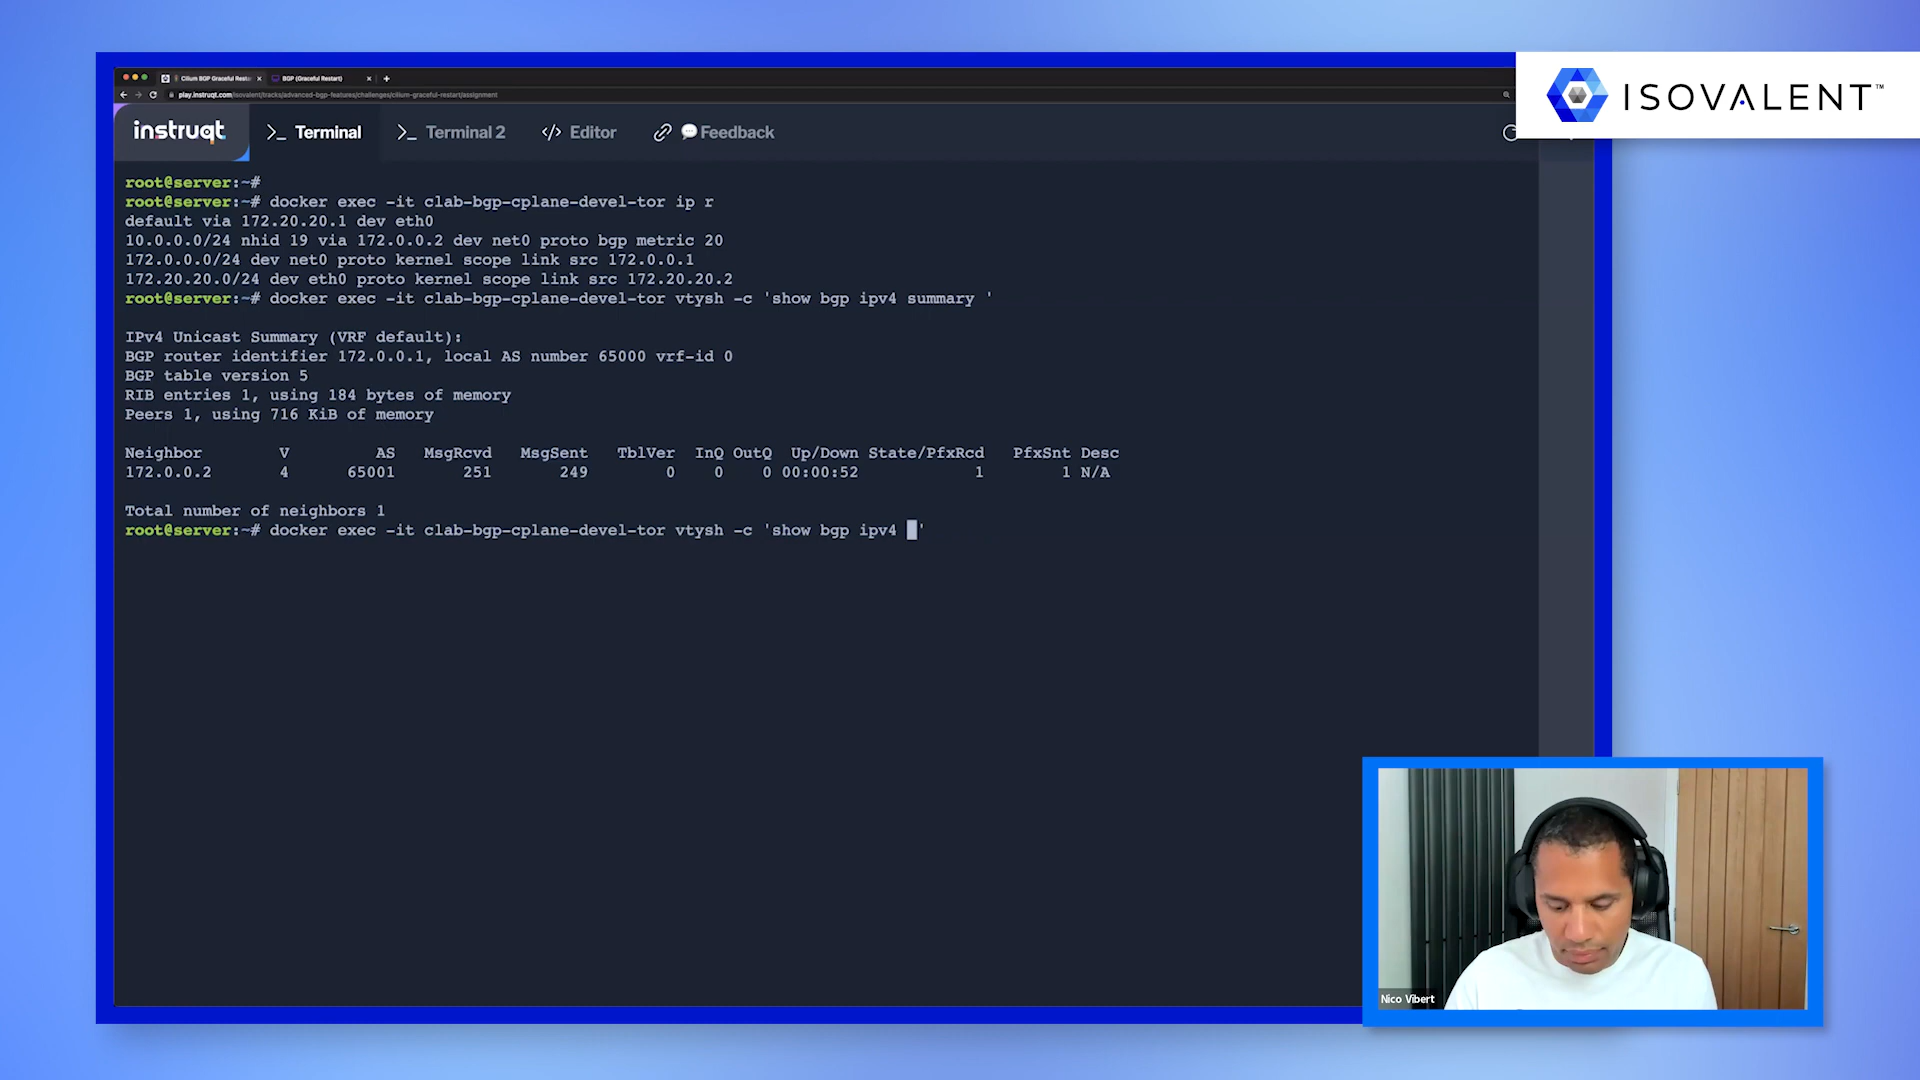 Cilium BGP Graceful Resta
BGP (Graceful Restart)
play.instruqt.com/isovalent/tracks/advanced-bgp-features/challenges/cilium-graceful-restart/assignment
ISOVALENT™
instruqt
>_ Terminal
>_ Terminal 2
</> Editor
Feedback
root@server:~#
root@server:~# docker exec -it clab-bgp-cplane-devel-tor ip r
default via 172.20.20.1 dev eth0
10.0.0.0/24 nhid 19 via 172.0.0.2 dev net0 proto bgp metric 20
172.0.0.0/24 dev net0 proto kernel scope link src 172.0.0.1
172.20.20.0/24 dev eth0 proto kernel scope link src 172.20.20.2
root@server:~# docker exec -it clab-bgp-cplane-devel-tor vtysh -c 'show bgp ipv4 summary '
IPv4 Unicast Summary (VRF default):
BGP router identifier 172.0.0.1, local AS number 65000 vrf-id 0
BGP table version 5
RIB entries 1, using 184 bytes of memory
Peers 1, using 716 KiB of memory
Neighbor V AS MsgRcvd MsgSent TblVer InQ OutQ Up/Down State/PfxRcd PfxSnt Desc
172.0.0.2 4 65001 251 249 0 0 0 00:00:52 1 1 N/A
Total number of neighbors 1
root@server:~# docker exec -it clab-bgp-cplane-devel-tor vtysh -c 'show bgp ipv4 '
Nico Vibert